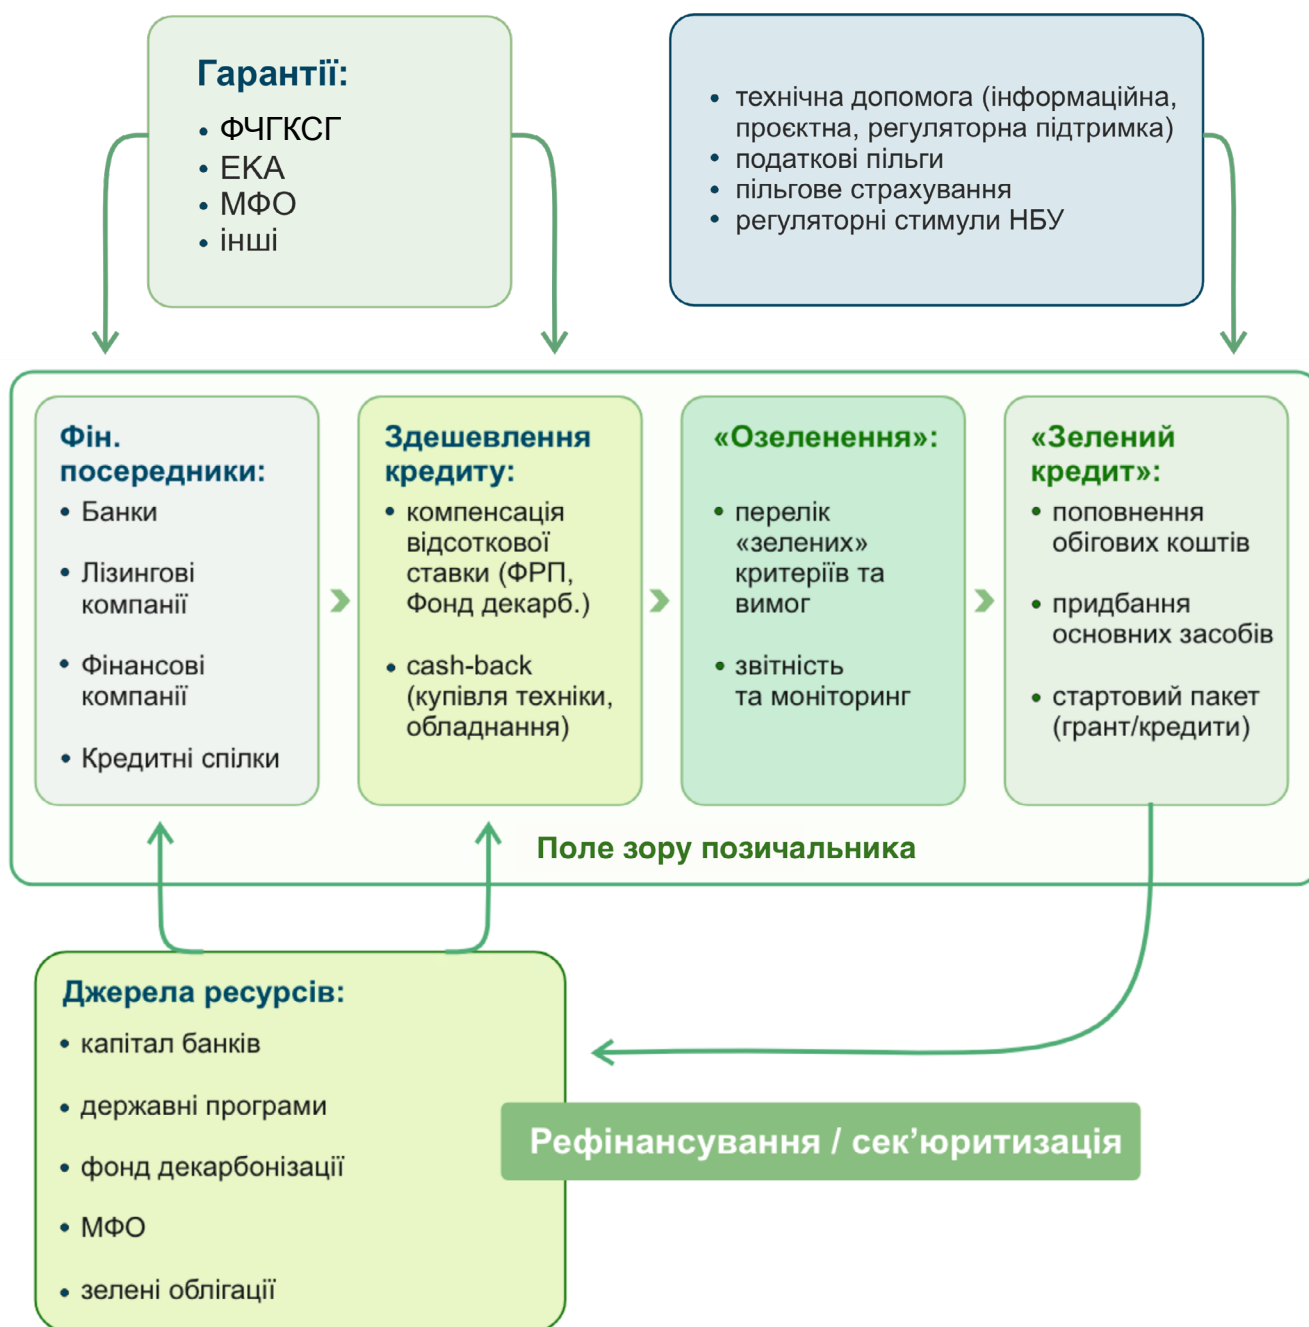 Гарантії:
• ФЧГКСГ
• ЕКА
• МФО
• інші
• технічна допомога (інформаційна,
проєктна, регуляторна підтримка)
• податкові пільги
• пільгове страхування
• регуляторні стимули НБУ
Фін.
посередники:
• Банки
• Лізингові
компанії
• Фінансові
компанії
• Кредитні спілки
Здешевлення
кредиту:
• компенсація
відсоткової
ставки (ФРП,
Фонд декарб.)
• cash-back
(купівля техніки,
обладнання)
«Озеленення»:
• перелік
«зелених»
критеріїв та
вимог
• звітність
та моніторинг
«Зелений
кредит»:
• поповнення
обігових коштів
• придбання
основних засобів
• стартовий пакет
(грант/кредити)
Поле зору позичальника
Джерела ресурсів:
• капітал банків
• державні програми
• фонд декарбонізації
• МФО
• зелені облігації
Рефінансування / сек’юритизація